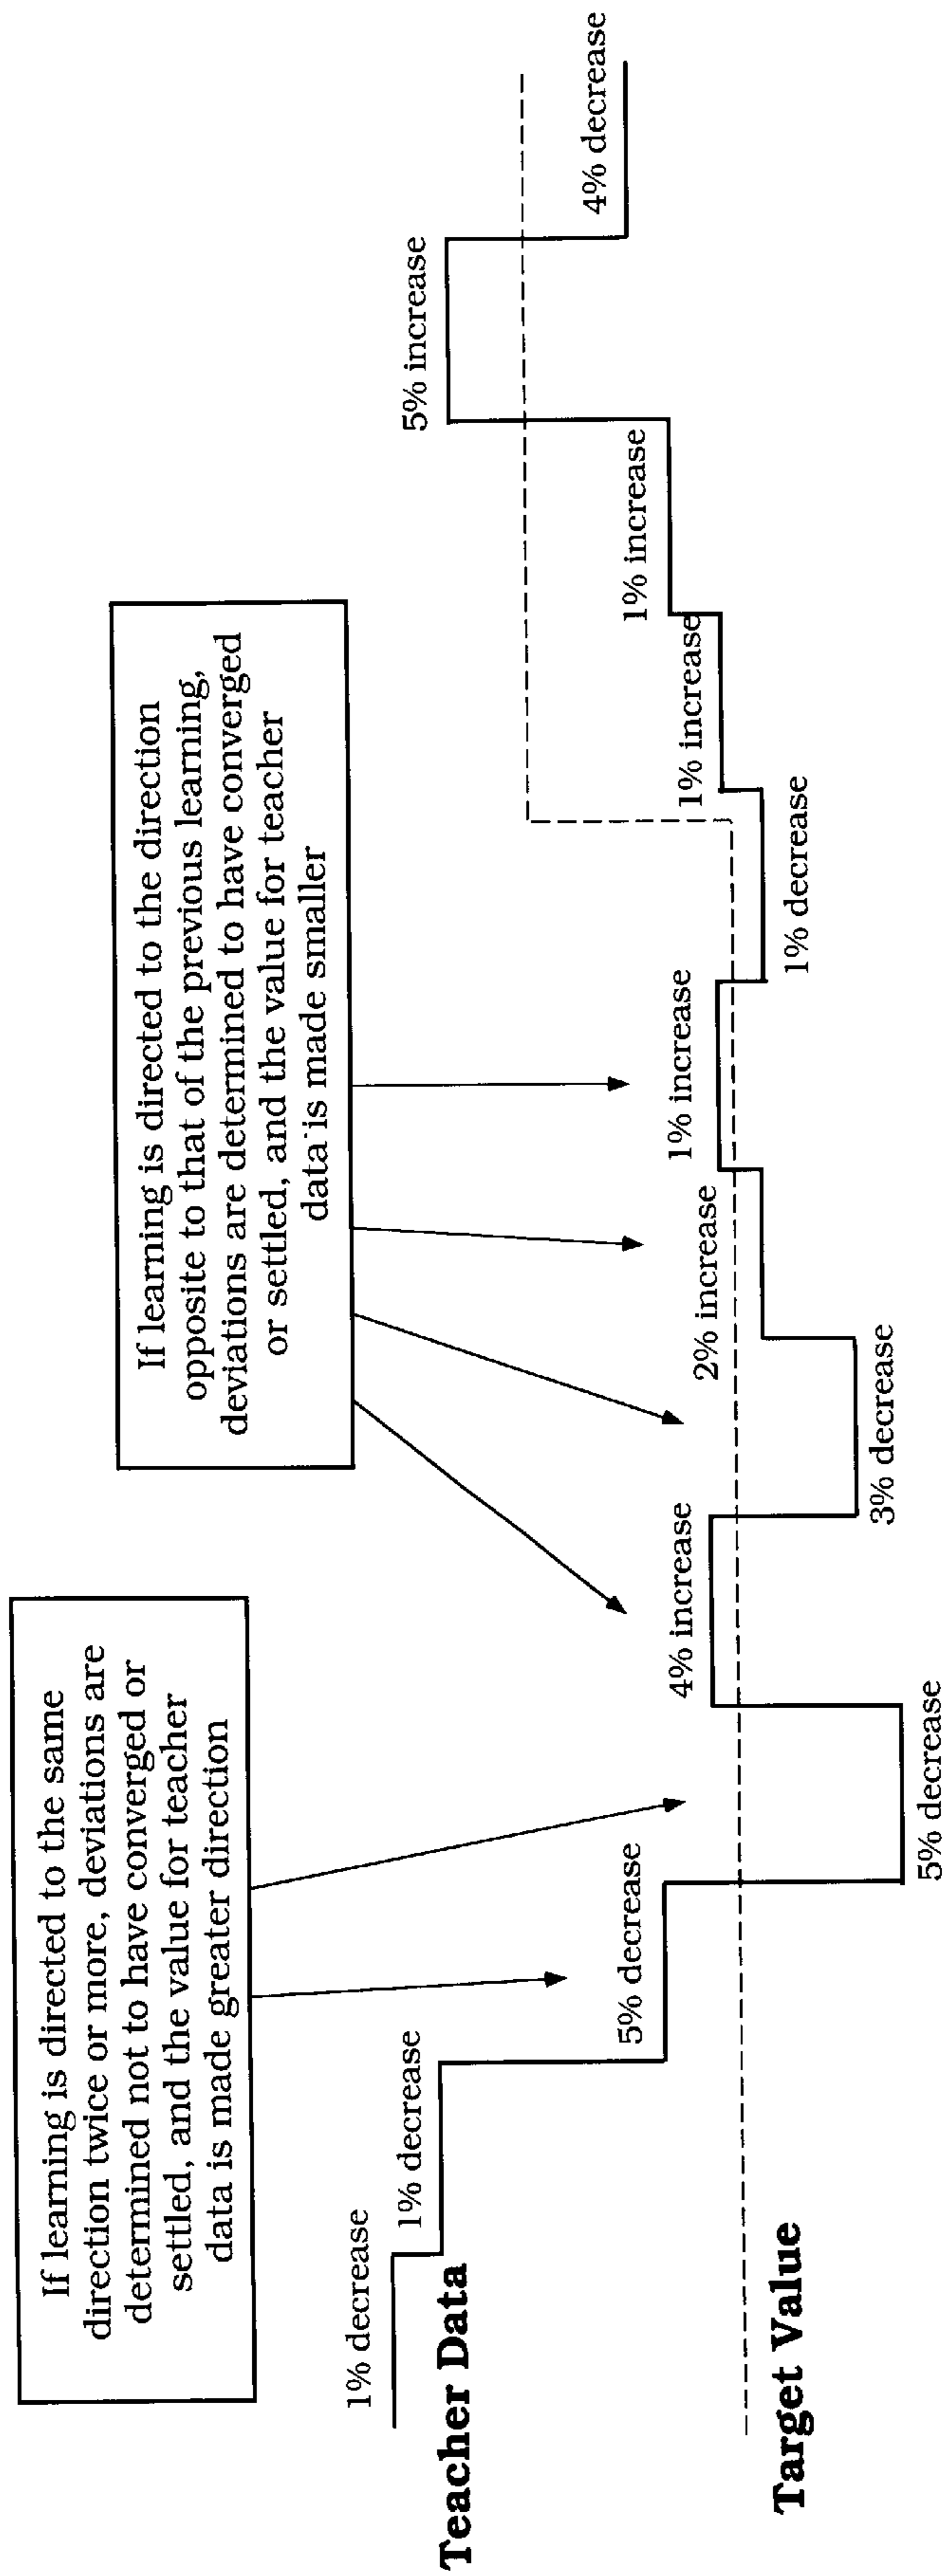 If learning is directed to the same
direction twice or more, deviations are
determined not to have converged or
settled, and the value for teacher
data is made greater direction
If learning is directed to the direction
opposite to that of the previous learning,
deviations are determined to have converged
or settled, and the value for teacher
data is made smaller
1% decrease
Teacher Data
1% decrease
5% decrease
5% decrease
4% increase
3% decrease
2% increase
1% increase
1% decrease
1% increase
1% increase
5% increase
4% decrease
Target Value